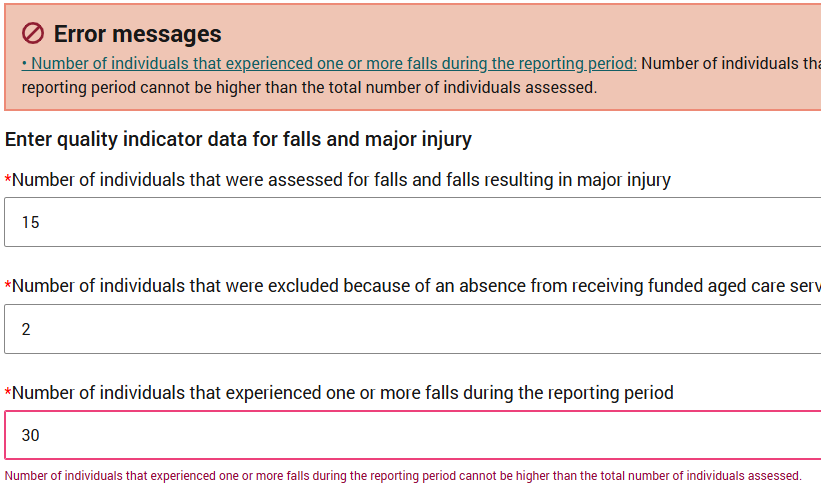 Error messages
• Number of individuals that experienced one or more falls during the reporting period: Number of individuals
reporting period cannot be higher than the total number of individuals assessed.
Enter quality indicator data for falls and major injury
*Number of individuals that were assessed for falls and falls resulting in major injury
15
*Number of individuals that were excluded because of an absence from receiving funded aged care
2
*Number of individuals that experienced one or more falls during the reporting period
30
Number of individuals that experienced one or more falls during the reporting period cannot be higher than the total number of individuals assessed.